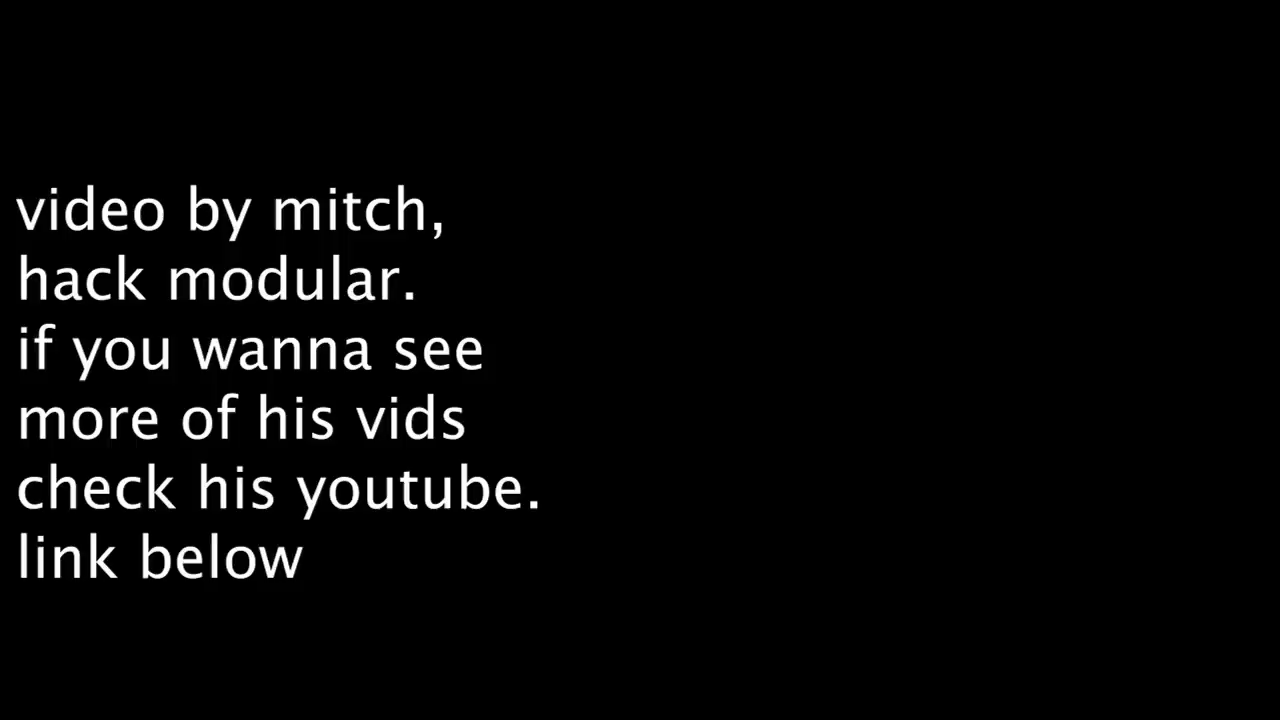 video by mitch,
hack modular.
if you wanna see
more of his vids
check his youtube.
link below